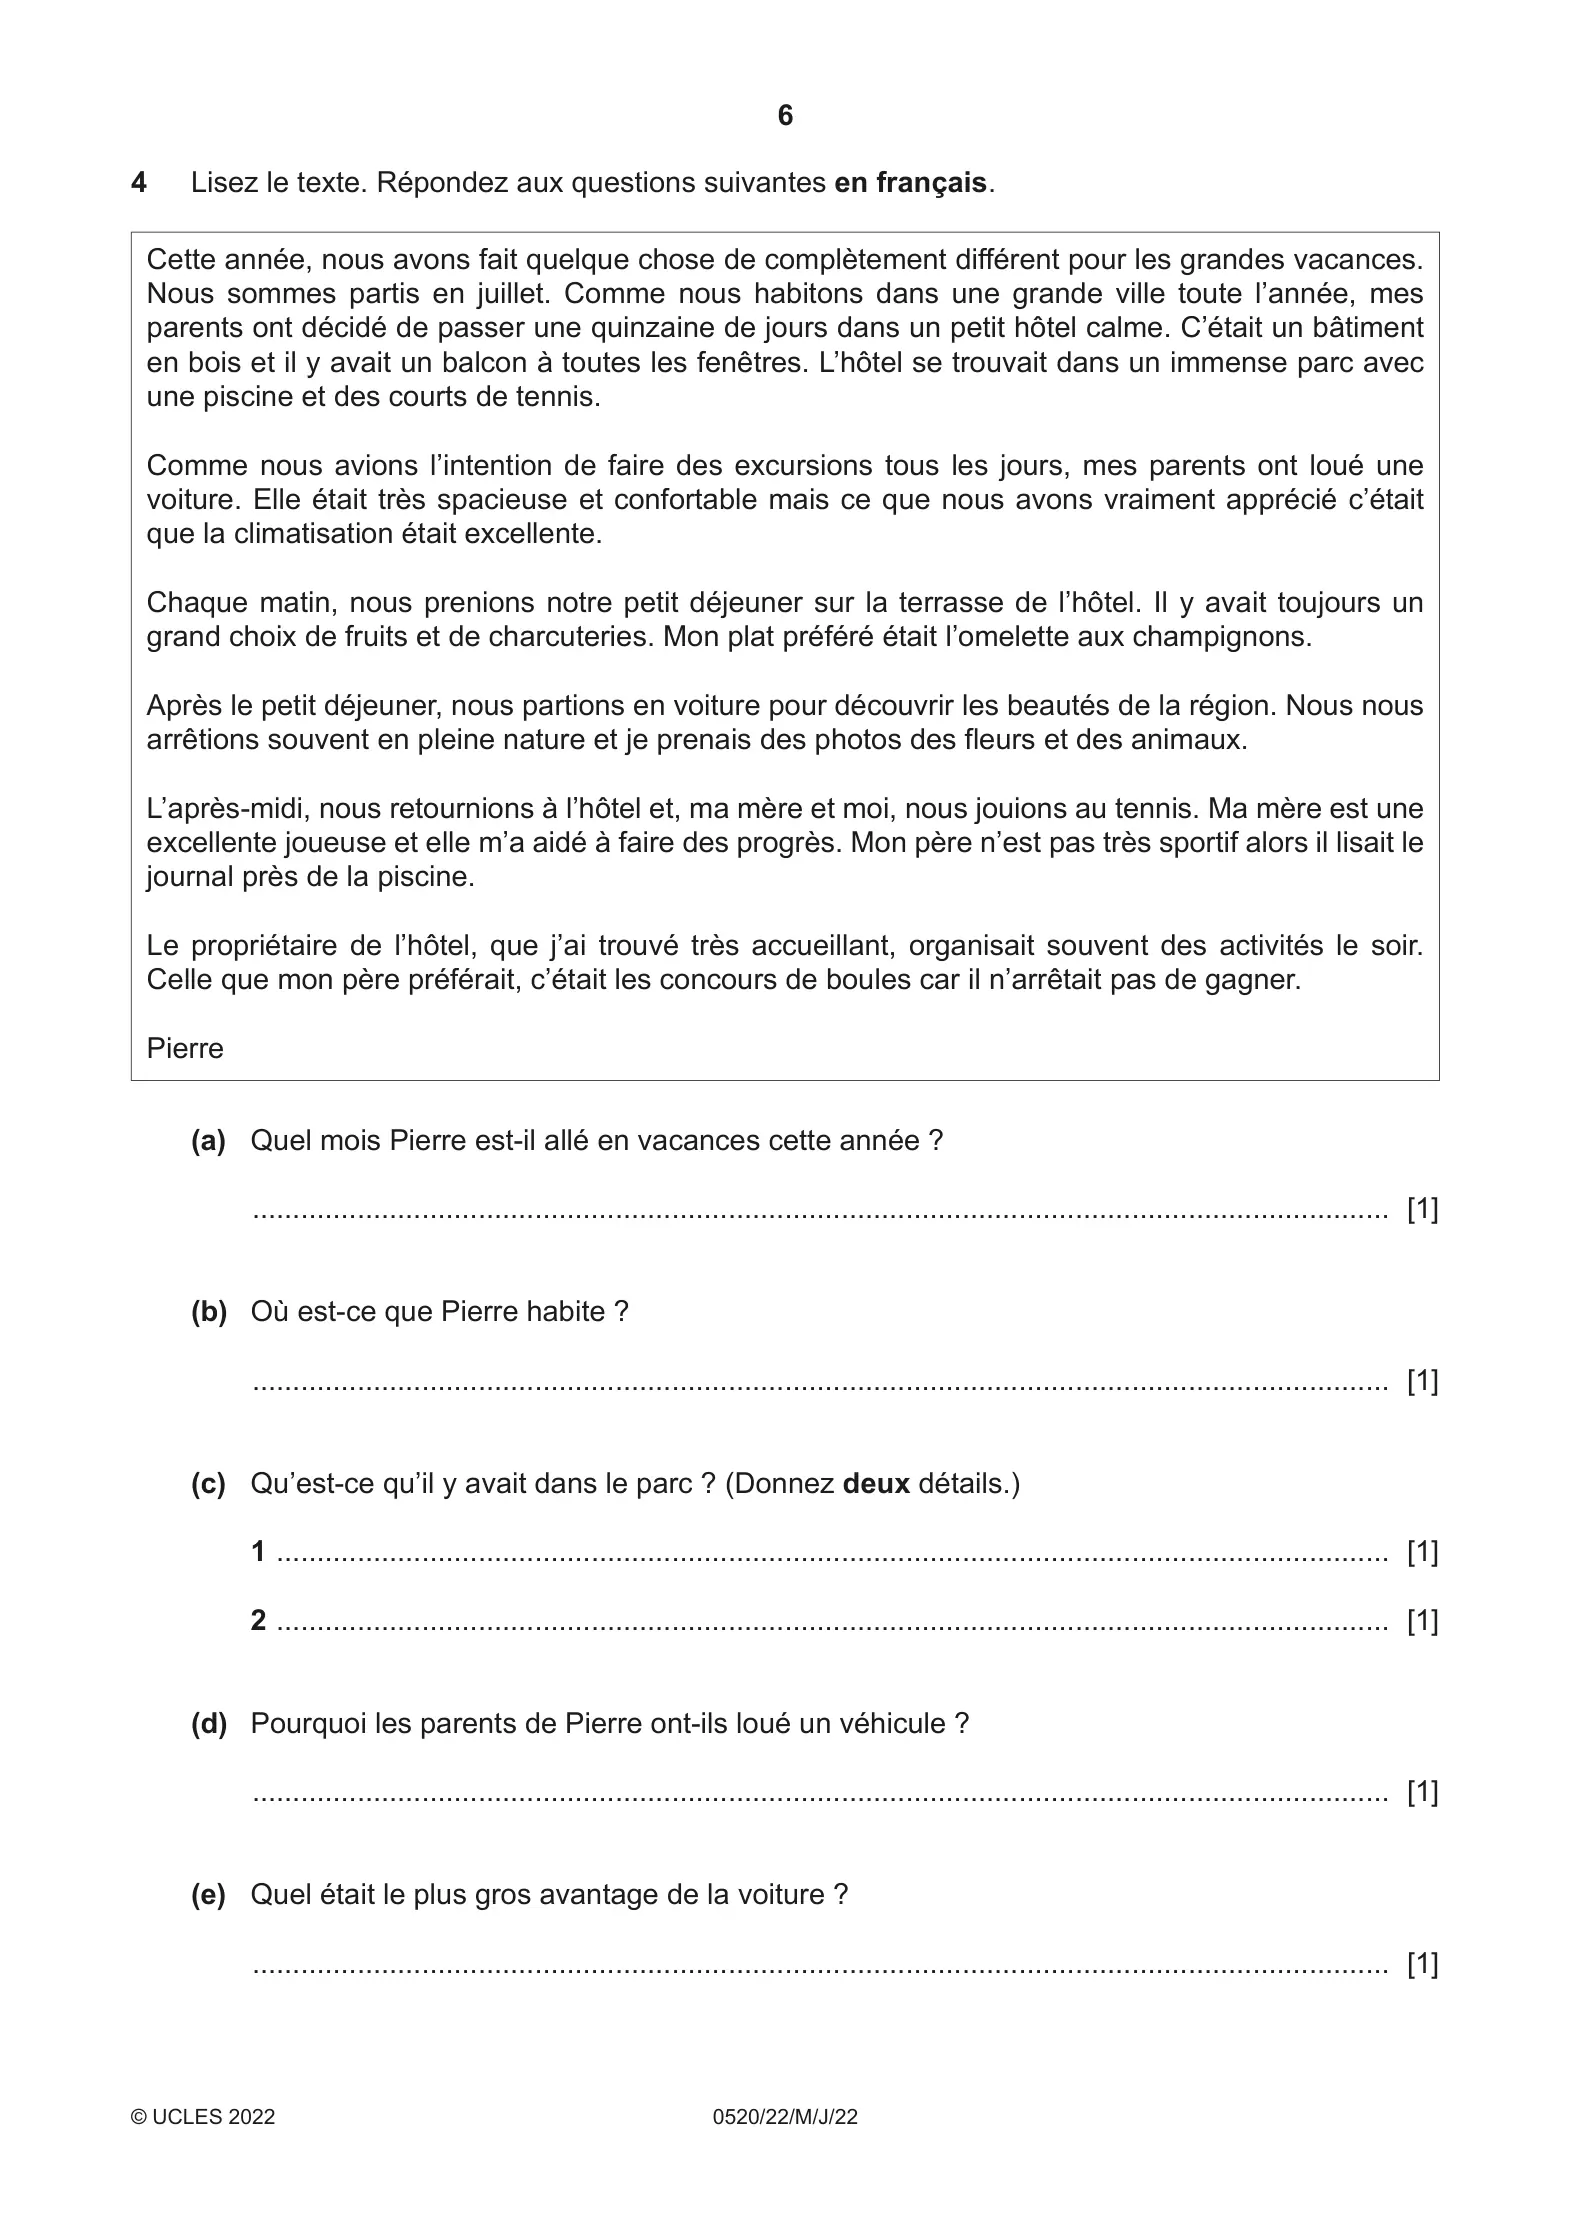 6
4 Lisez le texte. Répondez aux questions suivantes en français.
Cette année, nous avons fait quelque chose de complètement différent pour les grandes vacances.
Nous sommes partis en juillet. Comme nous habitons dans une grande ville toute l’année, mes
parents ont décidé de passer une quinzaine de jours dans un petit hôtel calme. C’était un bâtiment
en bois et il y avait un balcon à toutes les fenêtres. L’hôtel se trouvait dans un immense parc avec
une piscine et des courts de tennis.
Comme nous avions l’intention de faire des excursions tous les jours, mes parents ont loué une
voiture. Elle était très spacieuse et confortable mais ce que nous avons vraiment apprécié c’était
que la climatisation était excellente.
Chaque matin, nous prenions notre petit déjeuner sur la terrasse de l’hôtel. Il y avait toujours un
grand choix de fruits et de charcuteries. Mon plat préféré était l’omelette aux champignons.
Après le petit déjeuner, nous partions en voiture pour découvrir les beautés de la région. Nous nous
arrêtions souvent en pleine nature et je prenais des photos des fleurs et des animaux.
L’après-midi, nous retournions à l’hôtel et, ma mère et moi, nous jouions au tennis. Ma mère est une
excellente joueuse et elle m’a aidé à faire des progrès. Mon père n’est pas très sportif alors il lisait le
journal près de la piscine.
Le propriétaire de l’hôtel, que j’ai trouvé très accueillant, organisait souvent des activités le soir.
Celle que mon père préférait, c’était les concours de boules car il n’arrêtait pas de gagner.
Pierre
(a) Quel mois Pierre est-il allé en vacances cette année ?
[1]
(b) Où est-ce que Pierre habite ?
[1]
(c) Qu’est-ce qu’il y avait dans le parc ? (Donnez deux détails.)
1 [1]
2 [1]
(d) Pourquoi les parents de Pierre ont-ils loué un véhicule ?
[1]
(e) Quel était le plus gros avantage de la voiture ?
[1]
© UCLES 2022 0520/22/M/J/22